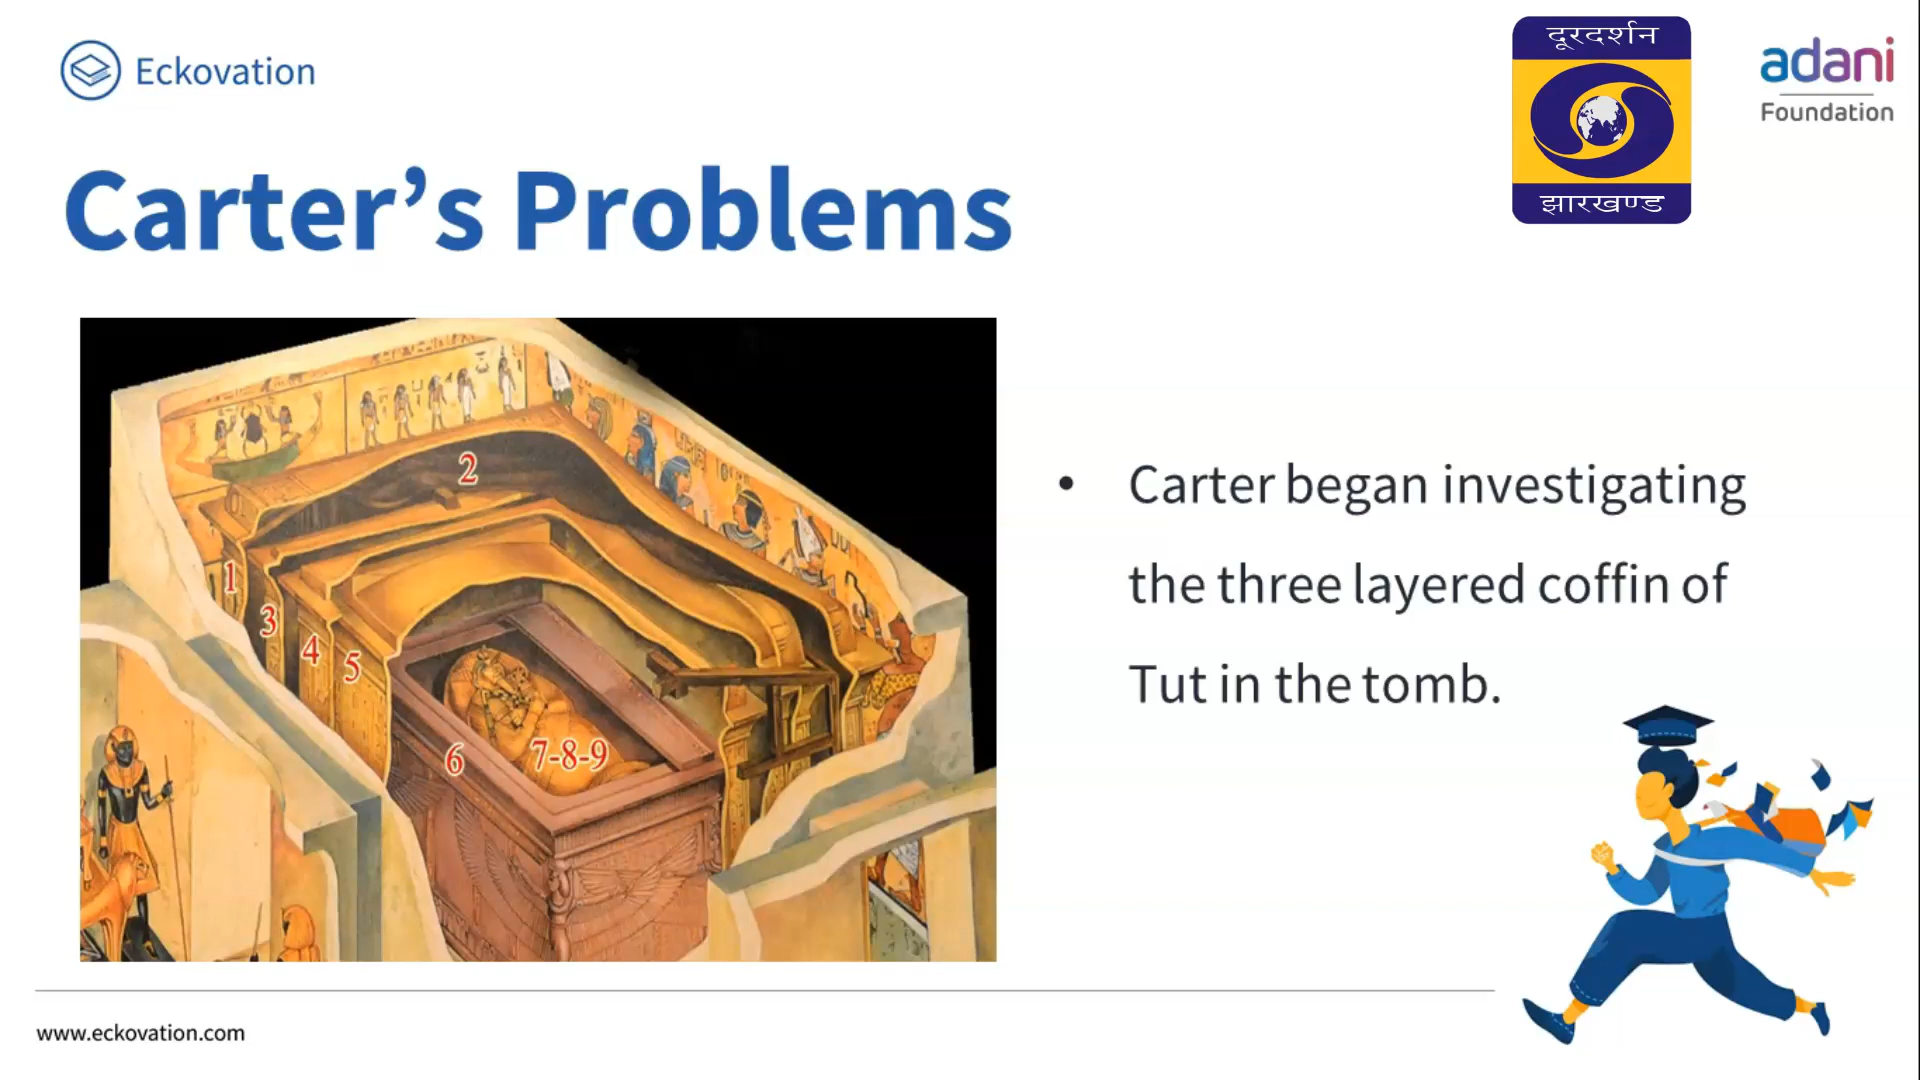 Eckovation
दूरदर्शन
झारखण्ड
adani
Foundation
Carter’s Problems
2
1
3
4
5
6
7-8-9
• Carter began investigating
the three layered coffin of
Tut in the tomb.
www.eckovation.com